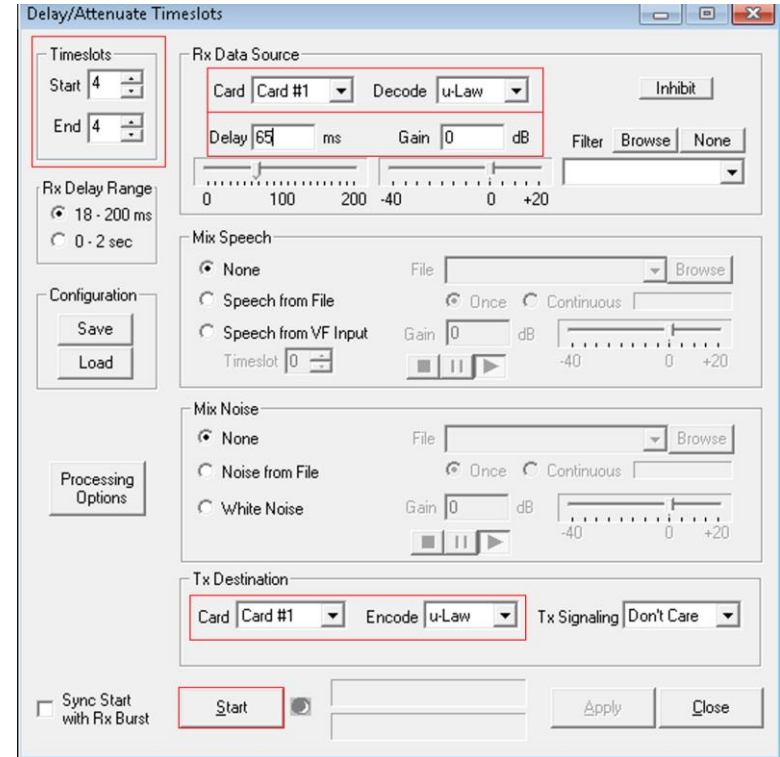 Delay/Attenuate Timeslots
Timeslots
Start 4
End 4
Rx Data Source
Card Card #1 Decode u-Law Inhibit
Delay 65 ms Gain 0 dB Filter Browse None
0 100 200 -40 0 +20
Rx Delay Range
18 - 200 ms
0 - 2 sec
Configuration
Save
Load
Processing
Options
Mix Speech
None File Browse
Speech from File Once Continuous
Speech from VF Input Gain 0 dB
Timeslot 0 -40 0 +20
Mix Noise
None File Browse
Noise from File Once Continuous
White Noise Gain 0 dB
-40 0 +20
Tx Destination
Card Card #1 Encode u-Law Tx Signaling Don't Care
Sync Start
with Rx Burst
Start Apply Close